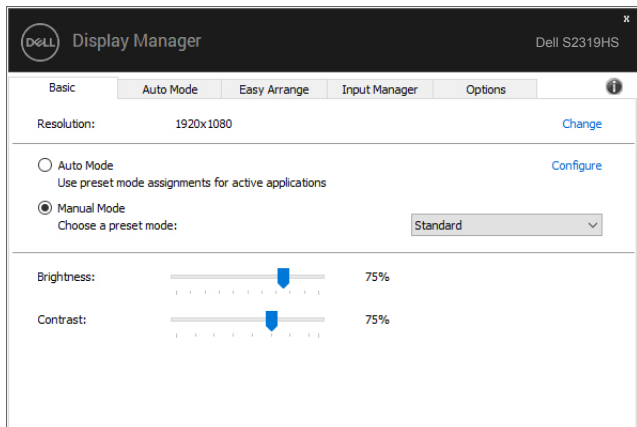 x
DELL Display Manager Dell S2319HS
Basic Auto Mode Easy Arrange Input Manager Options i
Resolution: 1920x1080 Change
Auto Mode Configure
Use preset mode assignments for active applications
Manual Mode
Choose a preset mode: Standard
Brightness: 75%
Contrast: 75%